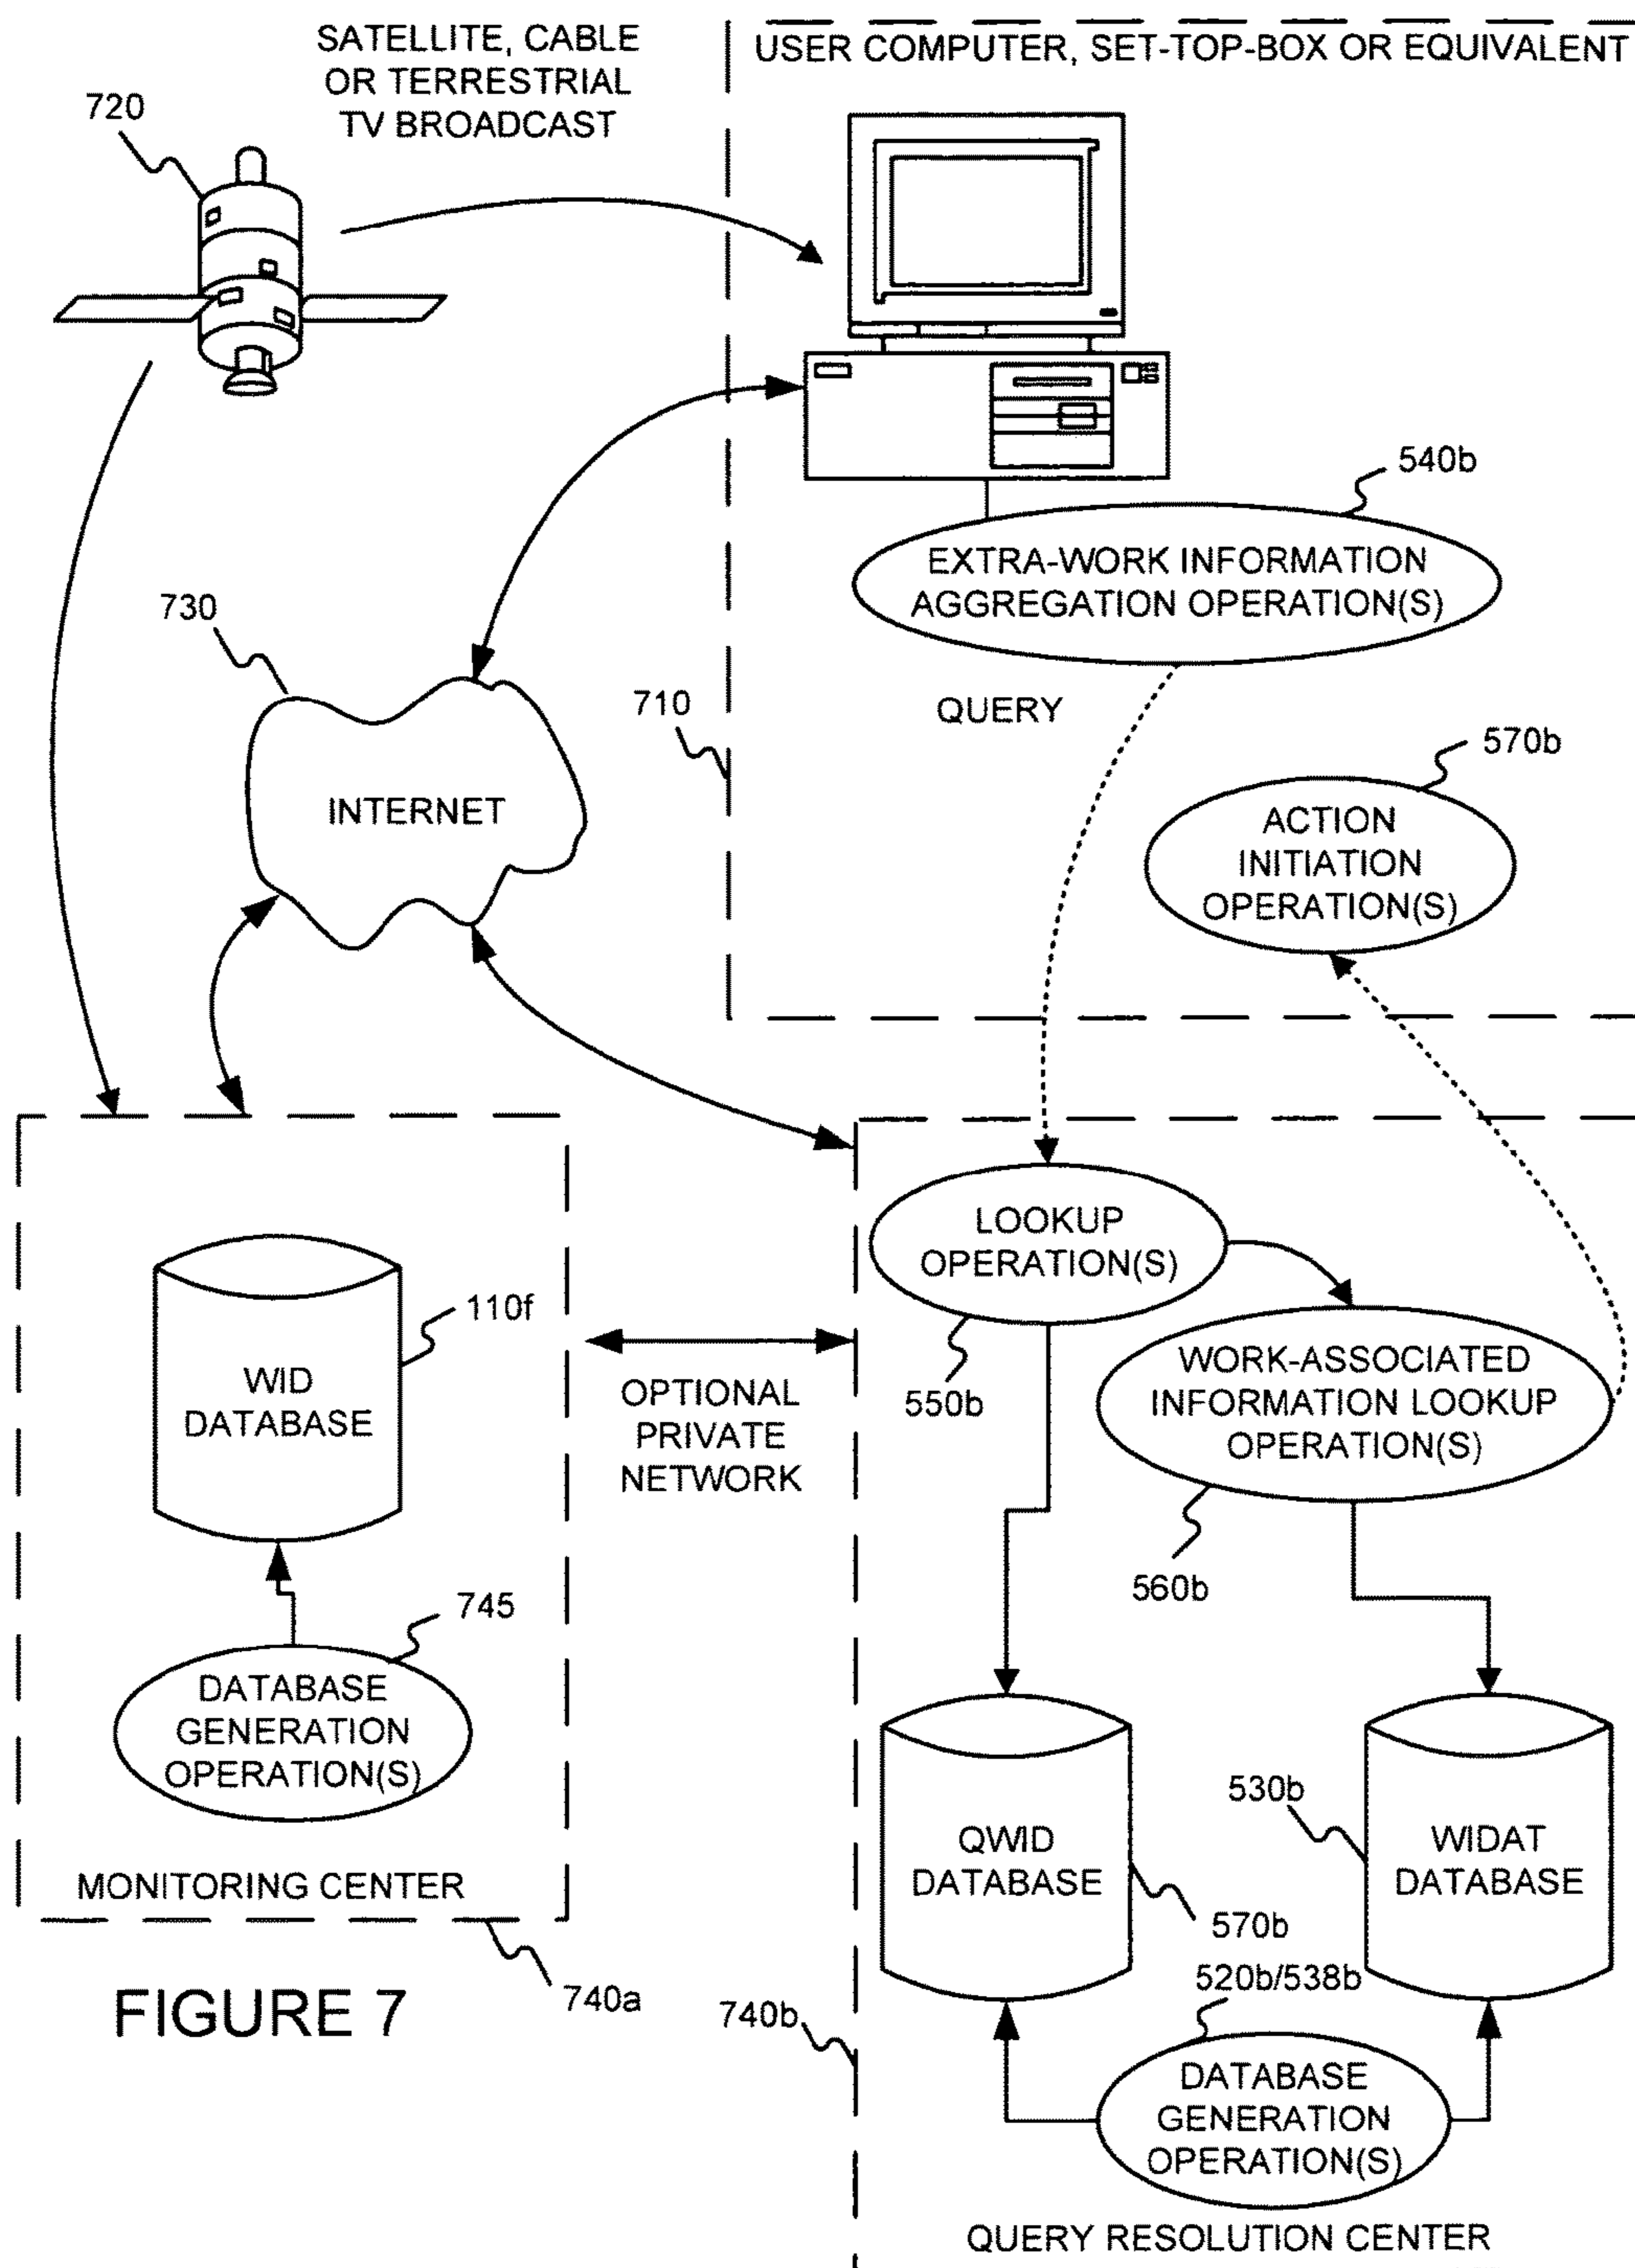 SATELLITE, CABLE
OR TERRESTRIAL
TV BROADCAST
USER COMPUTER, SET-TOP-BOX OR EQUIVALENT
720
540b
EXTRA-WORK INFORMATION
AGGREGATION OPERATION(S)
730
710
QUERY
570b
INTERNET
ACTION
INITIATION
OPERATION(S)
LOOKUP
OPERATION(S)
110f
WID
DATABASE
OPTIONAL
PRIVATE
NETWORK
550b
WORK-ASSOCIATED
INFORMATION LOOKUP
OPERATION(S)
560b
745
DATABASE
GENERATION
OPERATION(S)
530b
QWID
DATABASE
WIDAT
DATABASE
MONITORING CENTER
570b
520b/538b
740a
FIGURE 7
740b
DATABASE
GENERATION
OPERATION(S)
QUERY RESOLUTION CENTER